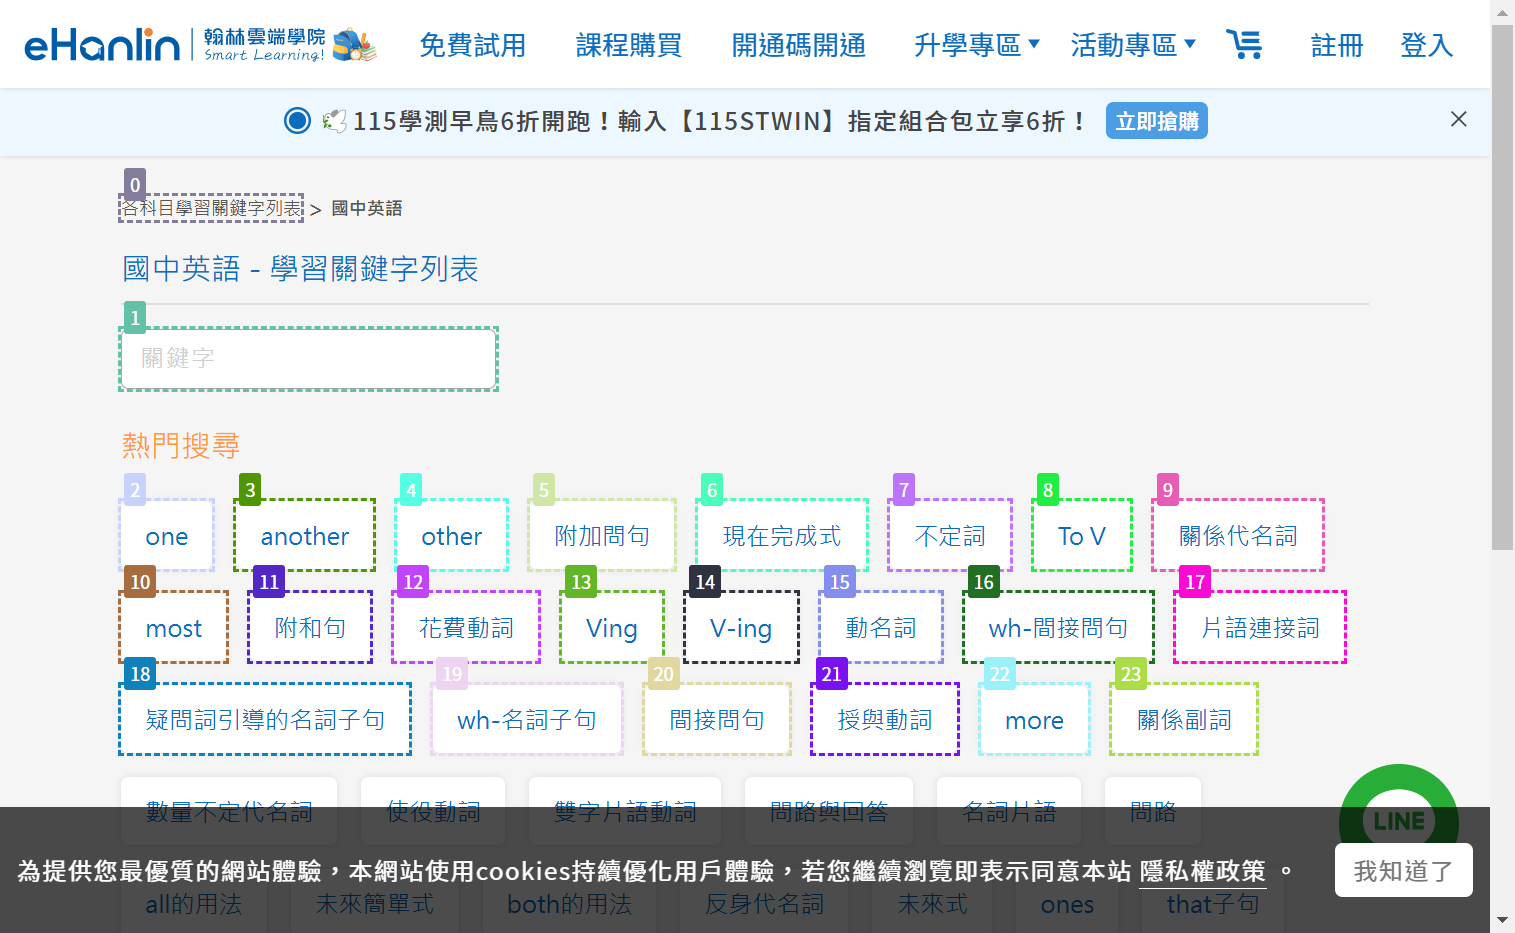 eHanlin 翰林雲端學院 Smart Learning! 免費試用 課程購買 開通碼開通 升學專區 活動專區 註冊 登入
115學測早鳥6折開跑!輸入【115STWIN】指定組合包立享6折! 立即搶購
0
各科目學習關鍵字列表 > 國中英語
國中英語 - 學習關鍵字列表
1
關鍵字
熱門搜尋
2 3 4 5 6 7 8 9
one another other 附加問句 現在完成式 不定詞 To V 關係代名詞
10 11 12 13 14 15 16 17
most 附和句 花費動詞 Ving V-ing 動名詞 wh-間接問句 片語連接詞
18 19 20 21 22 23
疑問詞引導的名詞子句 wh-名詞子句 間接問句 授與動詞 more 關係副詞
數量不定代名詞 使役動詞 雙字片語動詞 問路與回答 名詞片語 問路
LINE
為提供您最優質的網站體驗,本網站使用cookies持續優化用戶體驗,若您繼續瀏覽即表示同意本站 隱私權政策 。 我知道了
all的用法 未來簡單式 both的用法 反身代名詞 未來式 ones that子句